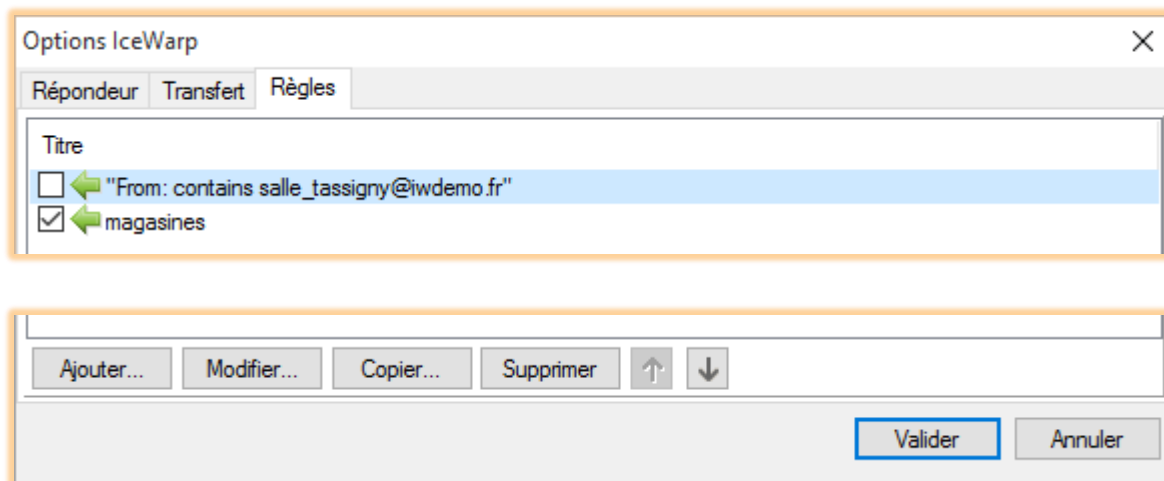 Options IceWarp
Répondeur Transfert Règles
Titre
"From: contains salle_tassigny@iwdemo.fr"
magasines
Ajouter... Modifier... Copier... Supprimer
Valider Annuler